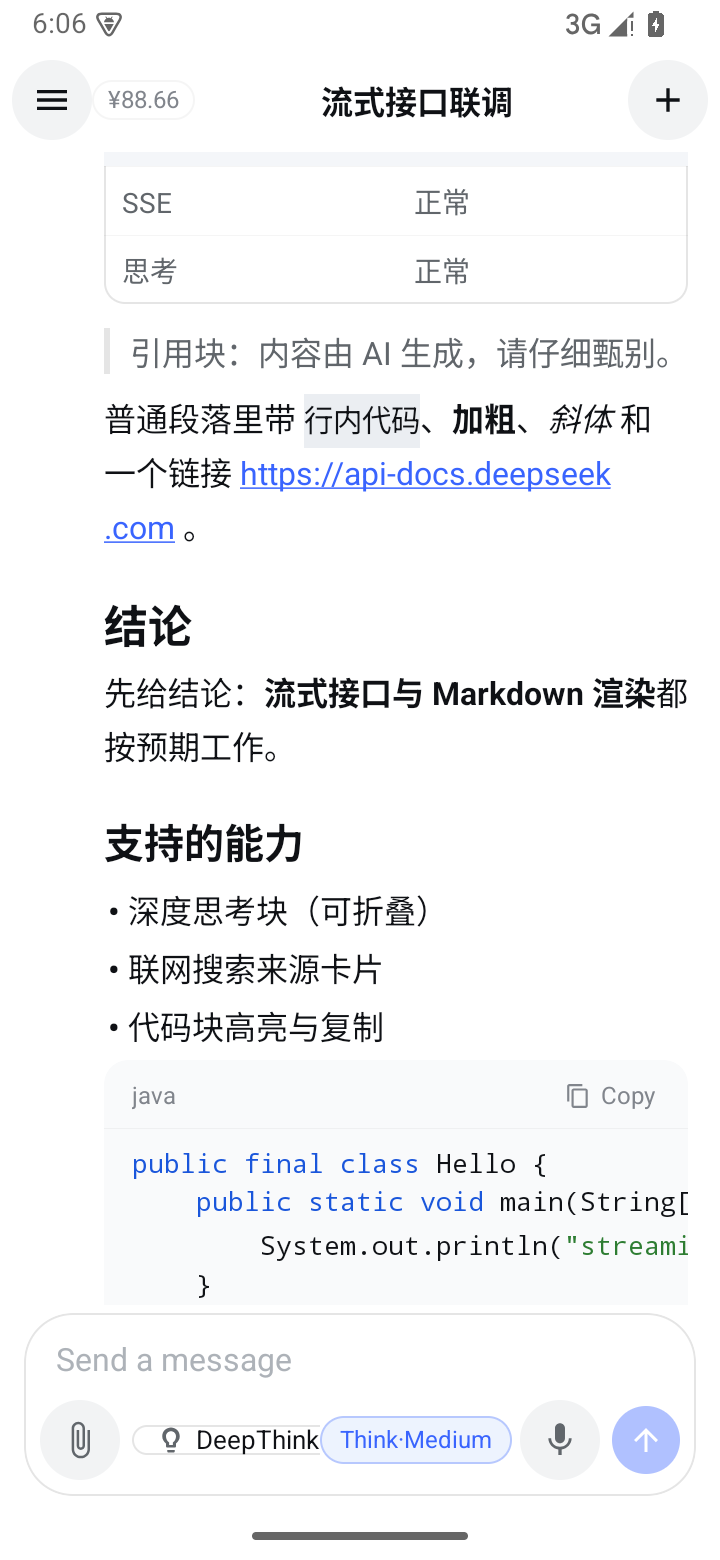 6:06
3G
¥88.66
流式接口联调
SSE 正常
思考 正常
引用块：内容由 AI 生成，请仔细甄别。
普通段落里带 行内代码、加粗、斜体 和
一个链接 https://api-docs.deepseek
.com 。
结论
先给结论：流式接口与 Markdown 渲染都
按预期工作。
支持的能力
• 深度思考块（可折叠）
• 联网搜索来源卡片
• 代码块高亮与复制
java Copy
public final class Hello {
    public static void main(String[
        System.out.println("streami
    }
Send a message
DeepThink Think·Medium